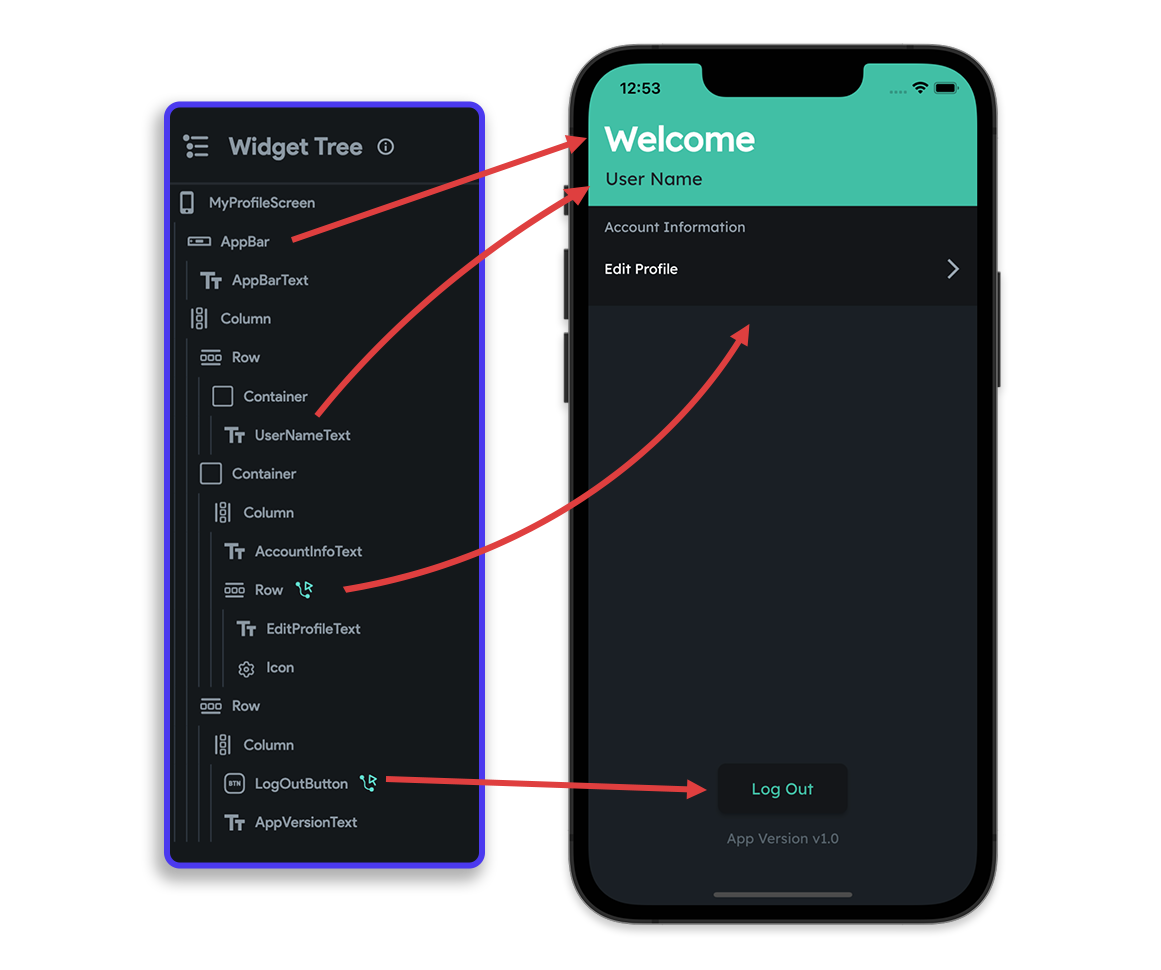 Widget Tree
MyProfileScreen
AppBar
AppBarText
Column
Row
Container
UserNameText
Container
Column
AccountInfoText
Row
EditProfileText
Icon
Row
Column
BTN LogOutButton
AppVersionText
12:53
Welcome
User Name
Account Information
Edit Profile
Log Out
App Version v1.0